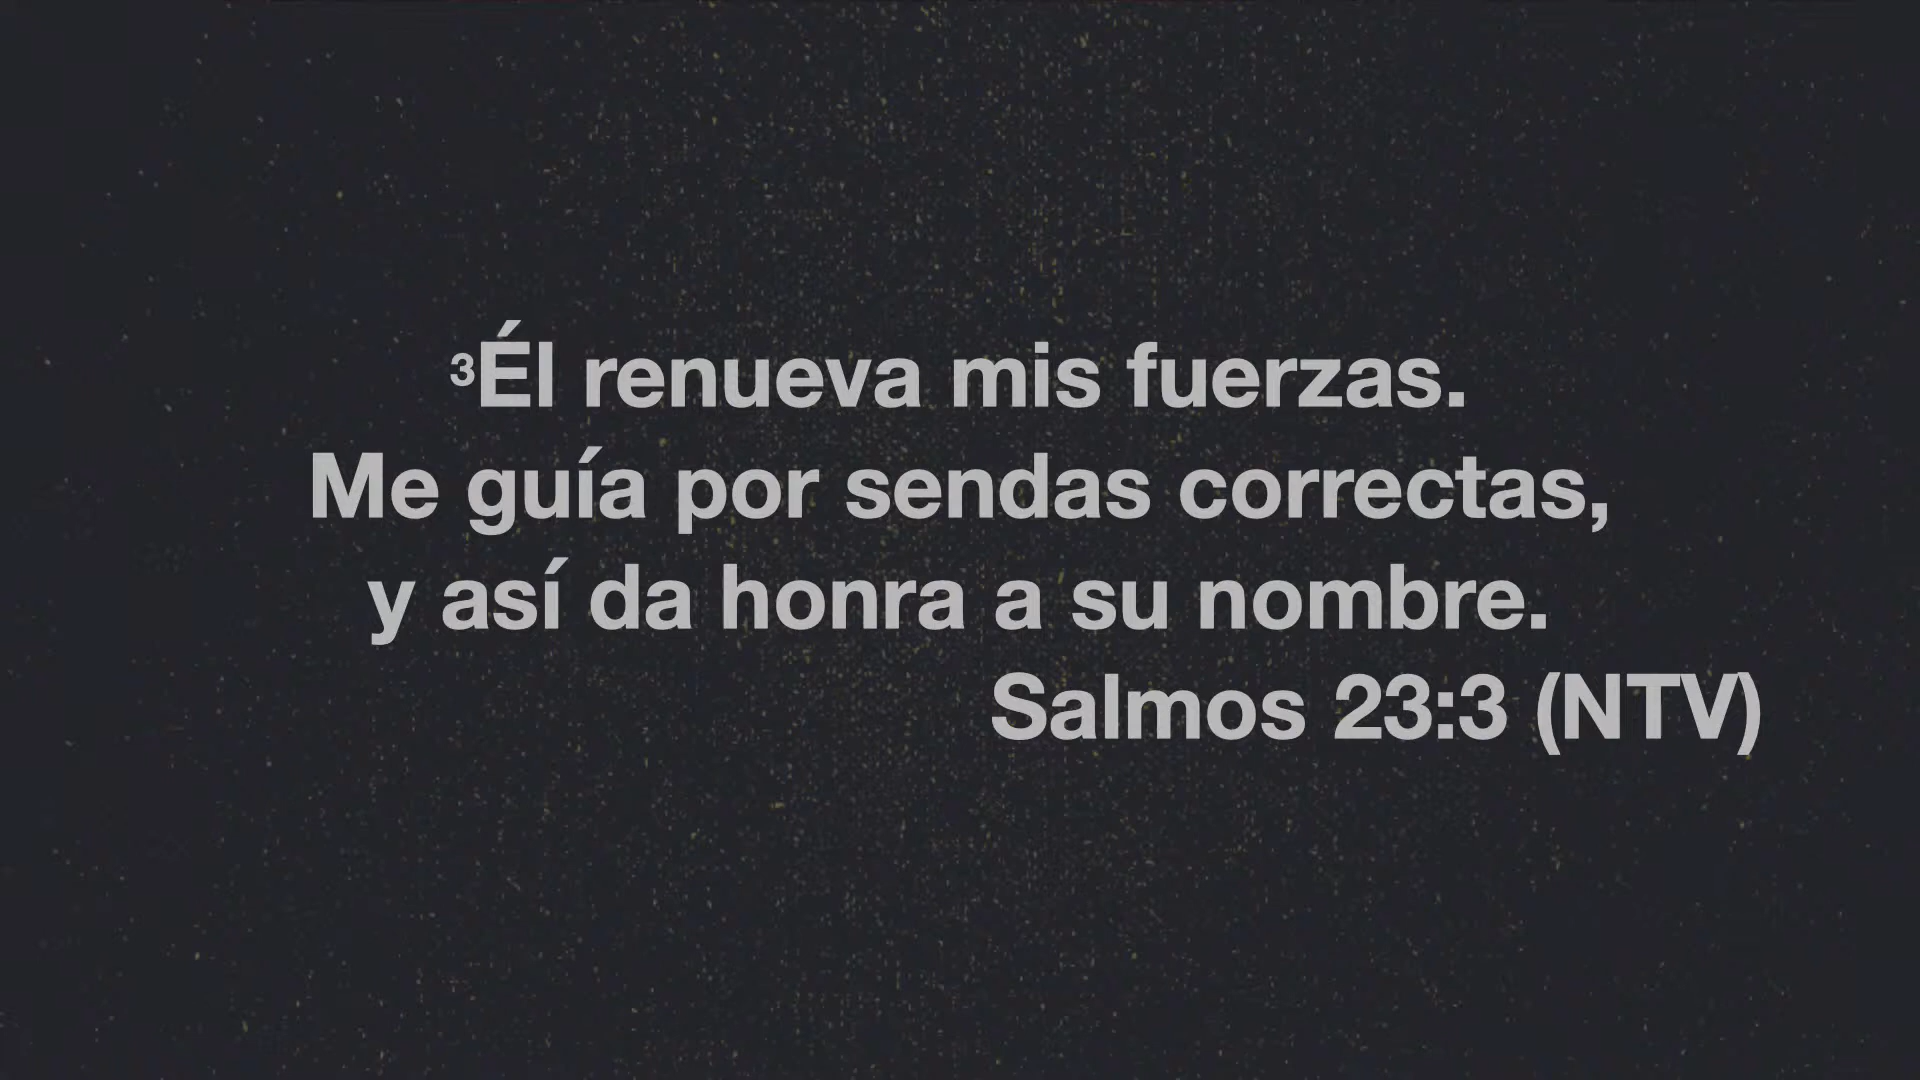 ³Él renueva mis fuerzas.
Me guía por sendas correctas,
y así da honra a su nombre.
Salmos 23:3 (NTV)